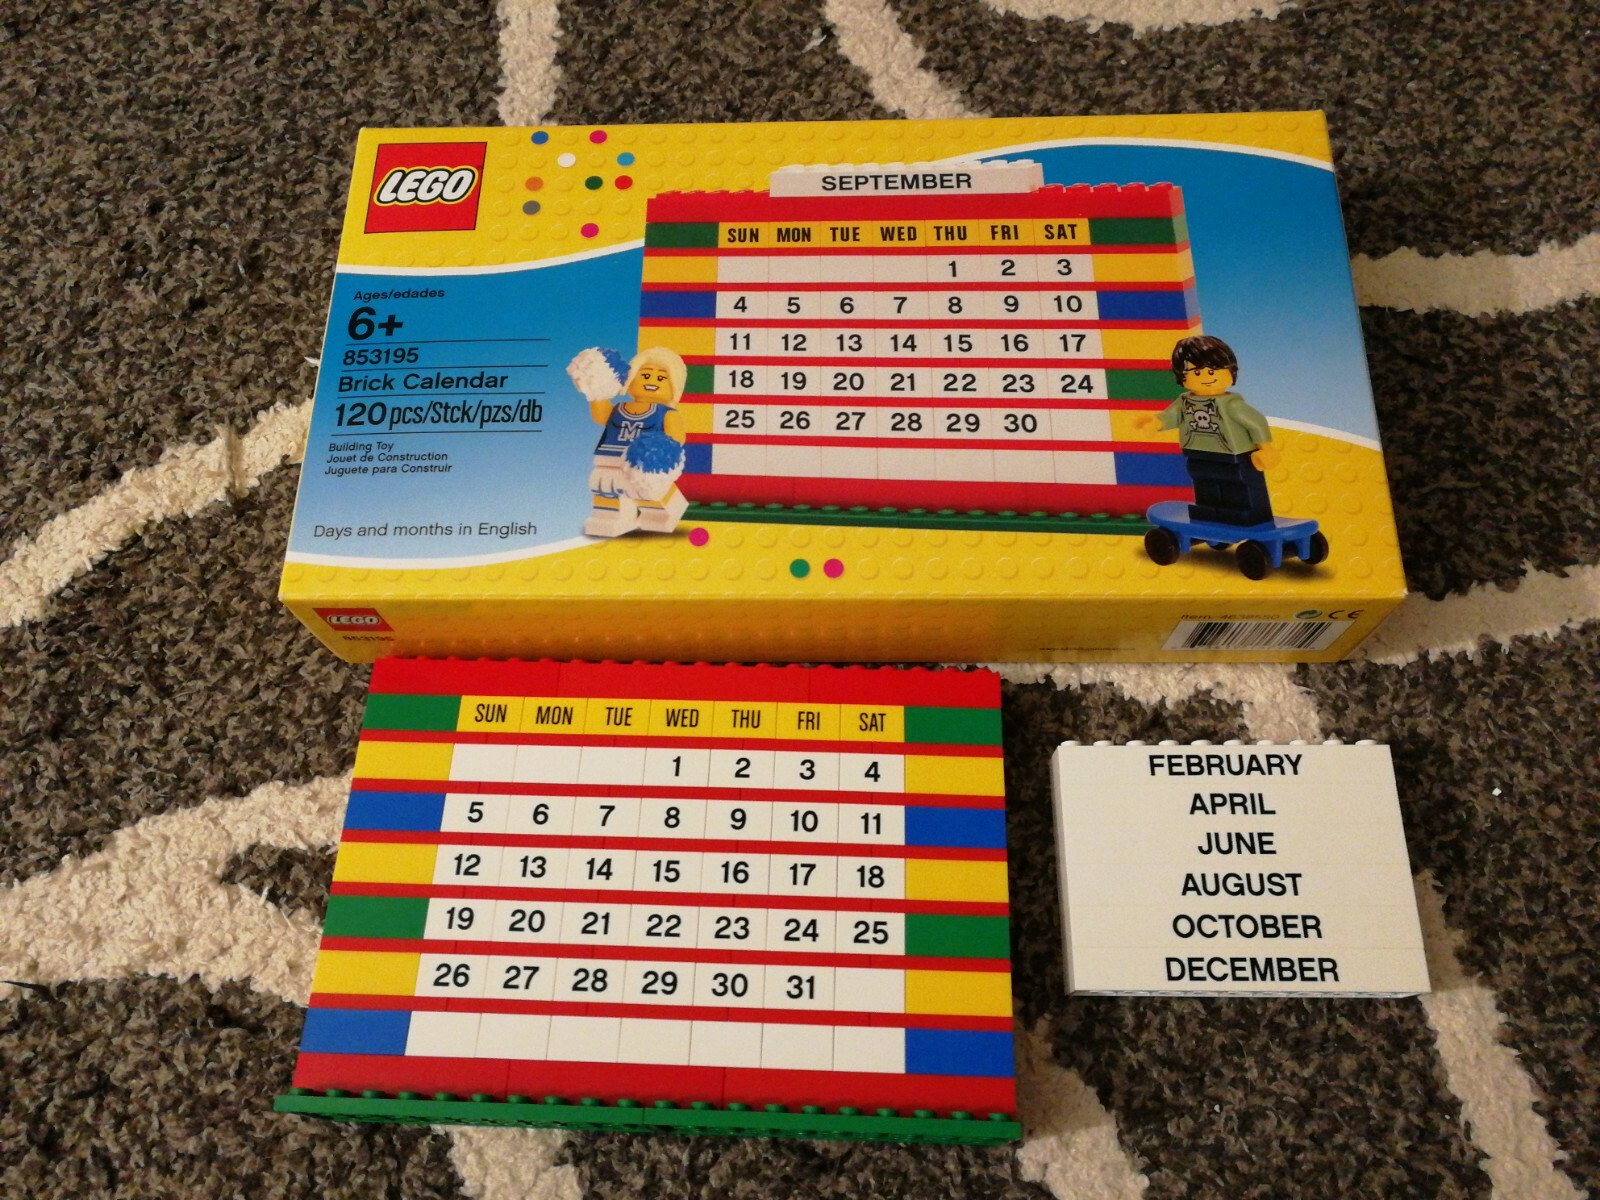 LEGO
SEPTEMBER
SUN MON TUE WED THU FRI SAT
1 2 3
4 5 6 7 8 9 10
11 12 13 14 15 16 17
18 19 20 21 22 23 24
25 26 27 28 29 30
Ages/edades
6+
853195
Brick Calendar
120 pcs/Stck/pzs/db
Building Toy
Jouet de Construction
Juguete para Construir
Days and months in English
M
LEGO
853195
Item: 4638550 CE
SUN MON TUE WED THU FRI SAT
1 2 3 4
5 6 7 8 9 10 11
12 13 14 15 16 17 18
19 20 21 22 23 24 25
26 27 28 29 30 31
FEBRUARY
APRIL
JUNE
AUGUST
OCTOBER
DECEMBER